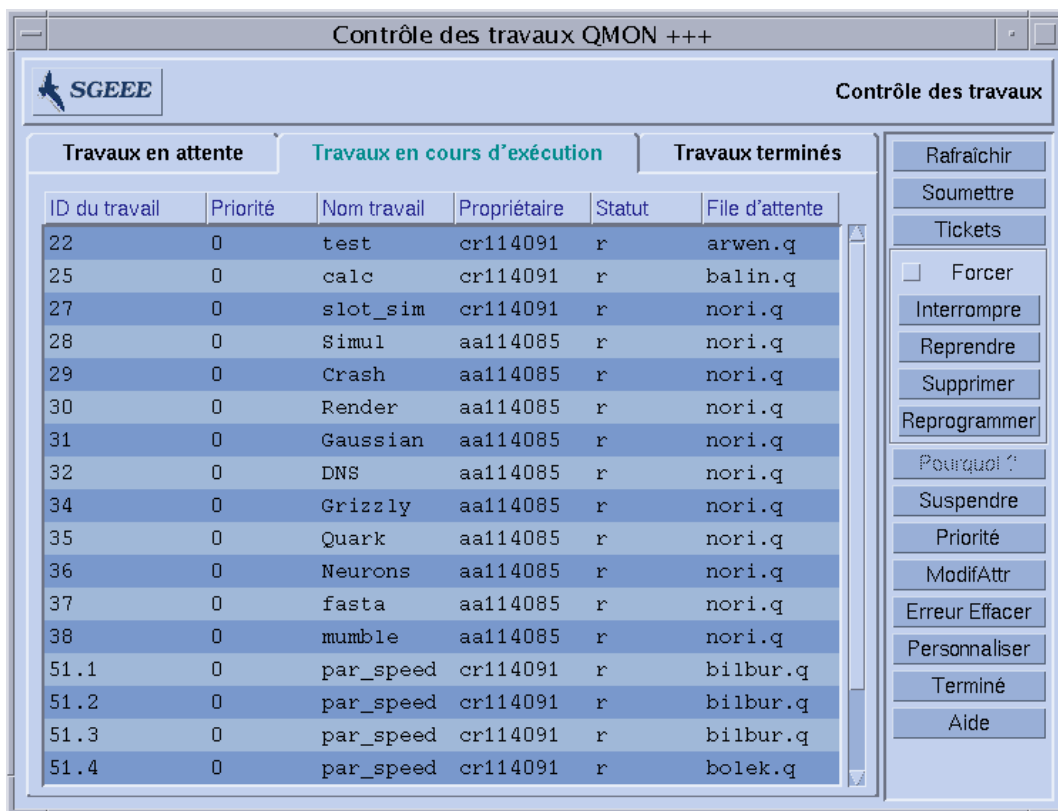 Contrôle des travaux QMON +++
SGEEE
Contrôle des travaux
Travaux en attente Travaux en cours d'exécution Travaux terminés
ID du travail Priorité Nom travail Propriétaire Statut File d'attente
22 0 test cr114091 r arwen.q
25 0 calc cr114091 r balin.q
27 0 slot_sim cr114091 r nori.q
28 0 Simul aa114085 r nori.q
29 0 Crash aa114085 r nori.q
30 0 Render aa114085 r nori.q
31 0 Gaussian aa114085 r nori.q
32 0 DNS aa114085 r nori.q
34 0 Grizzly aa114085 r nori.q
35 0 Quark aa114085 r nori.q
36 0 Neurons aa114085 r nori.q
37 0 fasta aa114085 r nori.q
38 0 mumble aa114085 r nori.q
51.1 0 par_speed cr114091 r bilbur.q
51.2 0 par_speed cr114091 r bilbur.q
51.3 0 par_speed cr114091 r bilbur.q
51.4 0 par_speed cr114091 r bolek.q
Rafraîchir
Soumettre
Tickets
Forcer
Interrompre
Reprendre
Supprimer
Reprogrammer
Pourquoi ?
Suspendre
Priorité
ModifAttr
Erreur Effacer
Personnaliser
Terminé
Aide